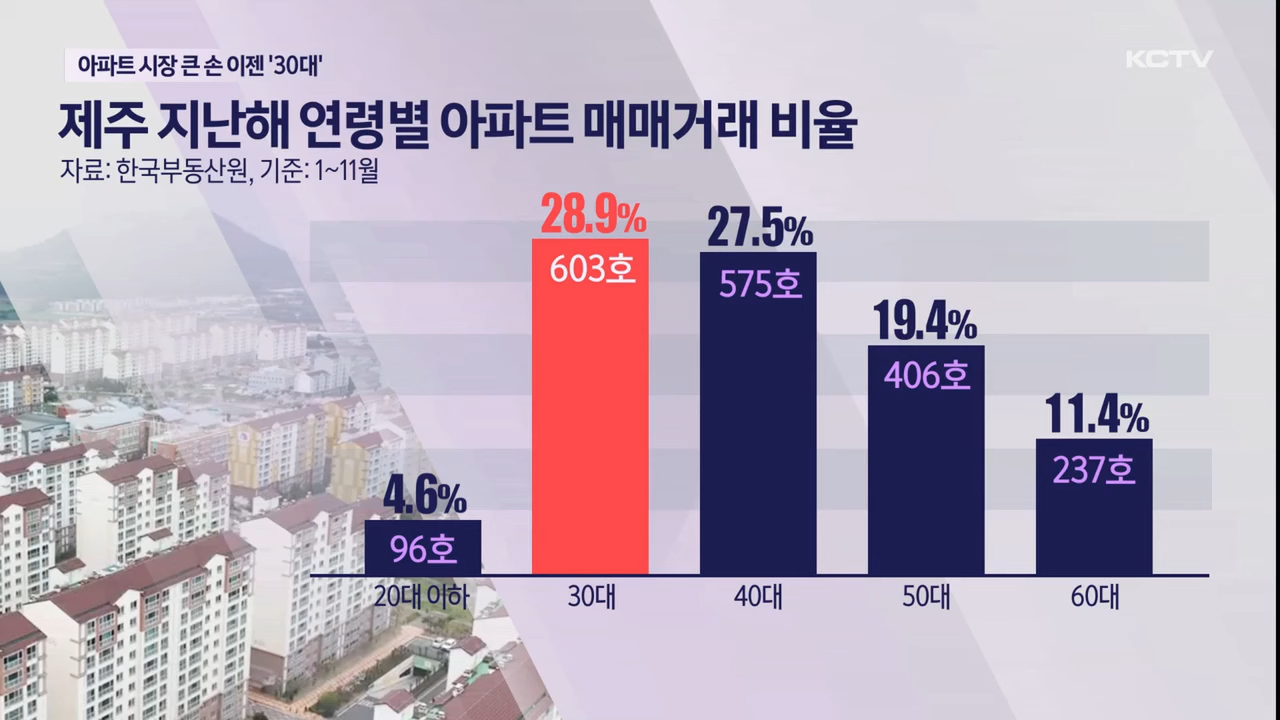 아파트 시장 큰 손 이젠 '30대'
KCTV
제주 지난해 연령별 아파트 매매거래 비율
자료: 한국부동산원, 기준: 1~11월
28.9%
603호
27.5%
575호
19.4%
406호
11.4%
237호
4.6%
96호
20대 이하 30대 40대 50대 60대